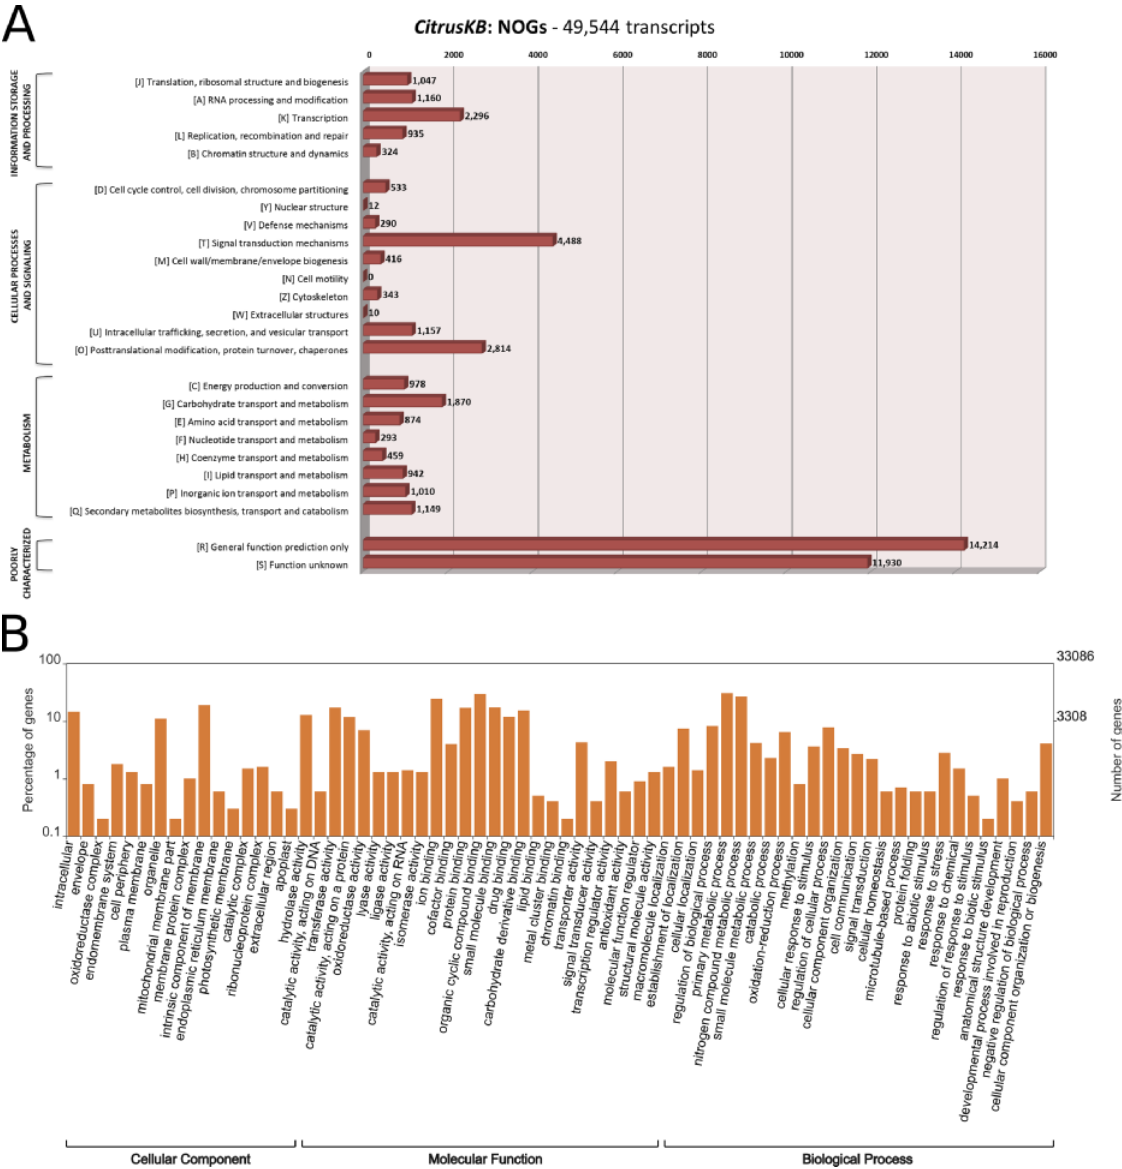 A
CitrusKB: NOGs - 49,544 transcripts
0 2000 4000 6000 8000 10000 12000 14000 16000
INFORMATION STORAGE AND PROCESSING
[J] Translation, ribosomal structure and biogenesis 1,047
[A] RNA processing and modification 1,160
[K] Transcription 2,296
[L] Replication, recombination and repair 935
[B] Chromatin structure and dynamics 324
CELLULAR PROCESSES AND SIGNALING
[D] Cell cycle control, cell division, chromosome partitioning 533
[Y] Nuclear structure 12
[V] Defense mechanisms 290
[T] Signal transduction mechanisms 4,488
[M] Cell wall/membrane/envelope biogenesis 416
[N] Cell motility 0
[Z] Cytoskeleton 343
[W] Extracellular structures 10
[U] Intracellular trafficking, secretion, and vesicular transport 1,157
[O] Posttranslational modification, protein turnover, chaperones 2,814
METABOLISM
[C] Energy production and conversion 978
[G] Carbohydrate transport and metabolism 1,870
[E] Amino acid transport and metabolism 874
[F] Nucleotide transport and metabolism 293
[H] Coenzyme transport and metabolism 459
[I] Lipid transport and metabolism 942
[P] Inorganic ion transport and metabolism 1,010
[Q] Secondary metabolites biosynthesis, transport and catabolism 1,149
POORLY CHARACTERIZED
[R] General function prediction only 14,214
[S] Function unknown 11,930
B
Percentage of genes
100
10
1
0.1
33086
3308
Number of genes
intracellular
envelope
oxidoreductase complex
endomembrane system
cell periphery
plasma membrane
organelle
mitochondrial membrane part
membrane protein complex
intrinsic component of membrane
endoplasmic reticulum membrane
photosynthetic membrane
catalytic complex
ribonucleoprotein complex
extracellular region
apoplast
hydrolase activity
catalytic activity, acting on DNA
transferase activity
catalytic activity, acting on a protein
oxidoreductase activity
lyase activity
ligase activity
catalytic activity, acting on RNA
isomerase activity
ion binding
cofactor binding
protein binding
organic cyclic compound binding
small molecule binding
drug binding
carbohydrate derivative binding
lipid binding
metal cluster binding
chromatin binding
transporter activity
signal transducer activity
transcription regulator activity
antioxidant activity
molecular function regulator
structural molecule activity
macromolecule localization
establishment of localization
cellular localization
regulation of biological process
primary metabolic process
nitrogen compound metabolic process
small molecule metabolic process
catabolic process
oxidation-reduction process
methylation
cellular response to stimulus
regulation of cellular process
cellular component organization
cell communication
signal transduction
cellular homeostasis
microtubule-based process
protein folding
response to abiotic stimulus
response to stress
response to chemical
regulation of response to stimulus
response to biotic stimulus
anatomical structure development
developmental process involved in reproduction
negative regulation of biological process
cellular component organization or biogenesis
Cellular Component
Molecular Function
Biological Process